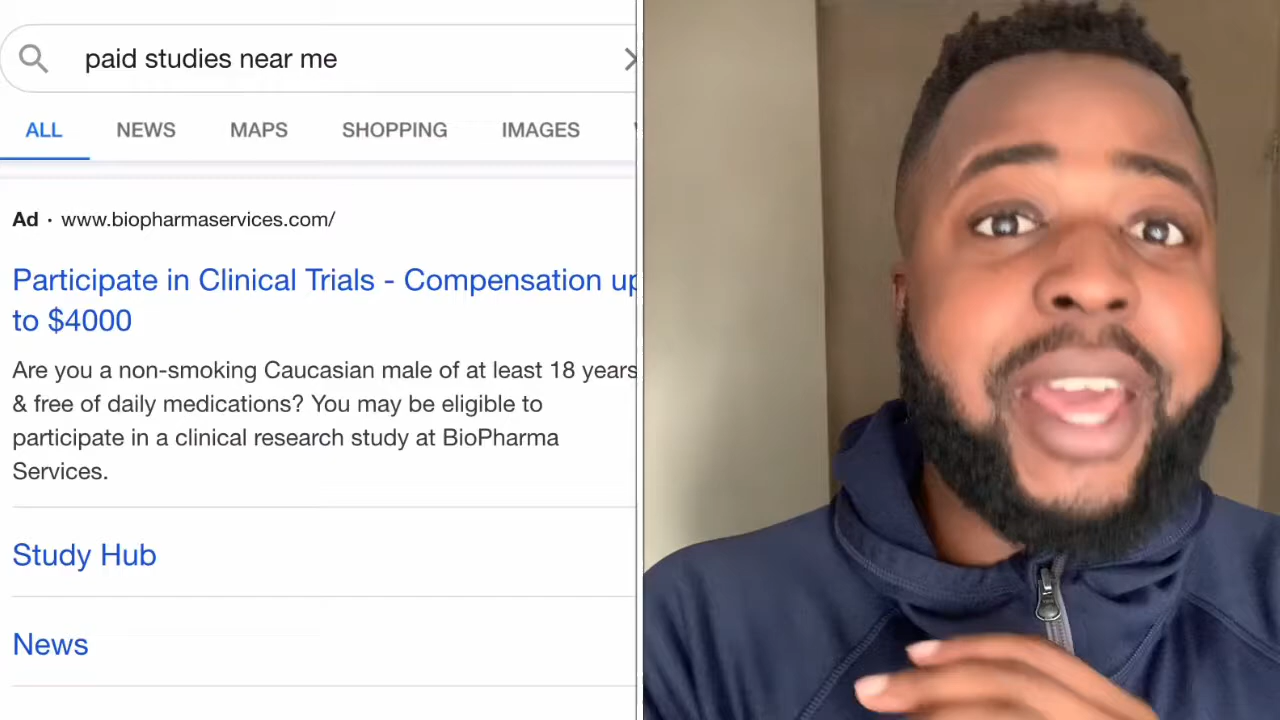 paid studies near me
ALL NEWS MAPS SHOPPING IMAGES
Ad · www.biopharmaservices.com/
Participate in Clinical Trials - Compensation up
to $4000
Are you a non-smoking Caucasian male of at least 18 years
& free of daily medications? You may be eligible to
participate in a clinical research study at BioPharma
Services.
Study Hub
News